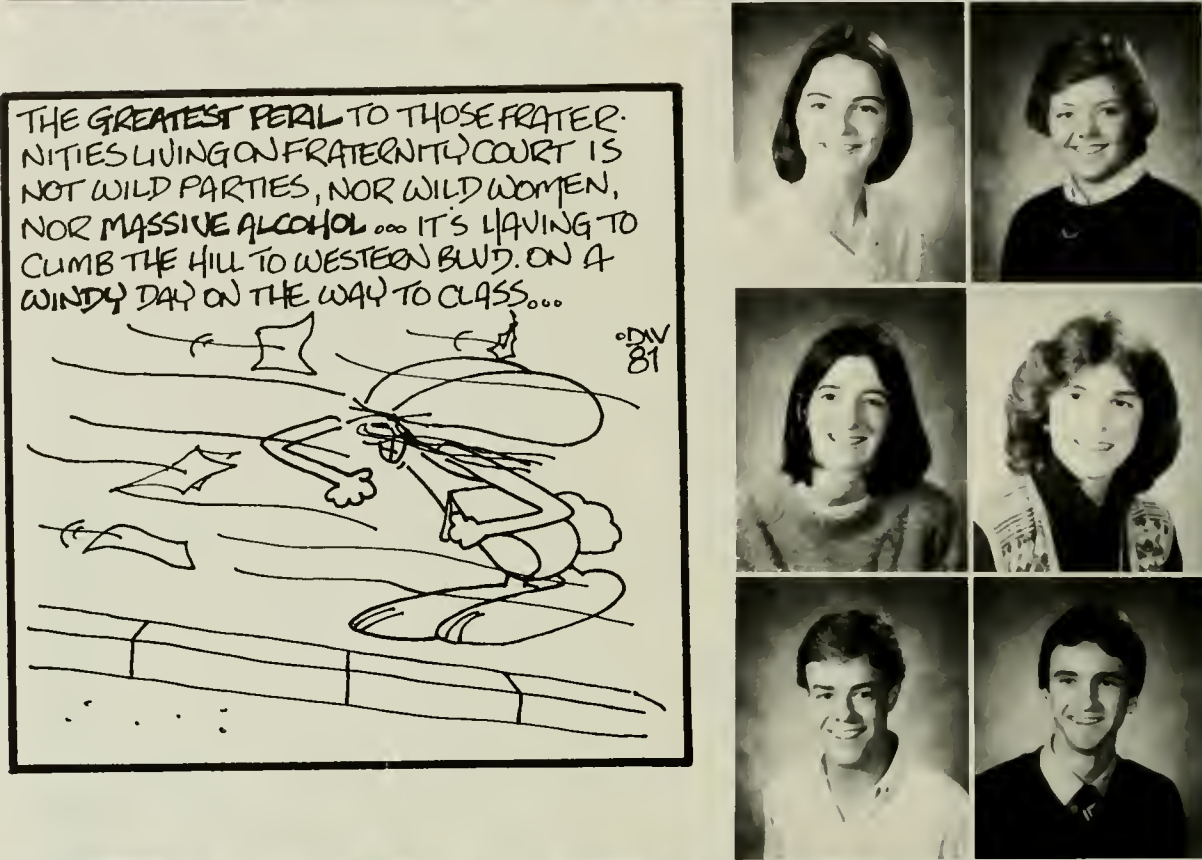 THE GREATEST PERIL TO THOSE FRATER-
NITIES LIVING ON FRATERNITY COURT IS
NOT WILD PARTIES, NOR WILD WOMEN,
NOR MASSIVE ALCOHOL... IT'S HAVING TO
CLIMB THE HILL TO WESTERN BLVD. ON A
WINDY DAY ON THE WAY TO CLASS...
•DIV
81